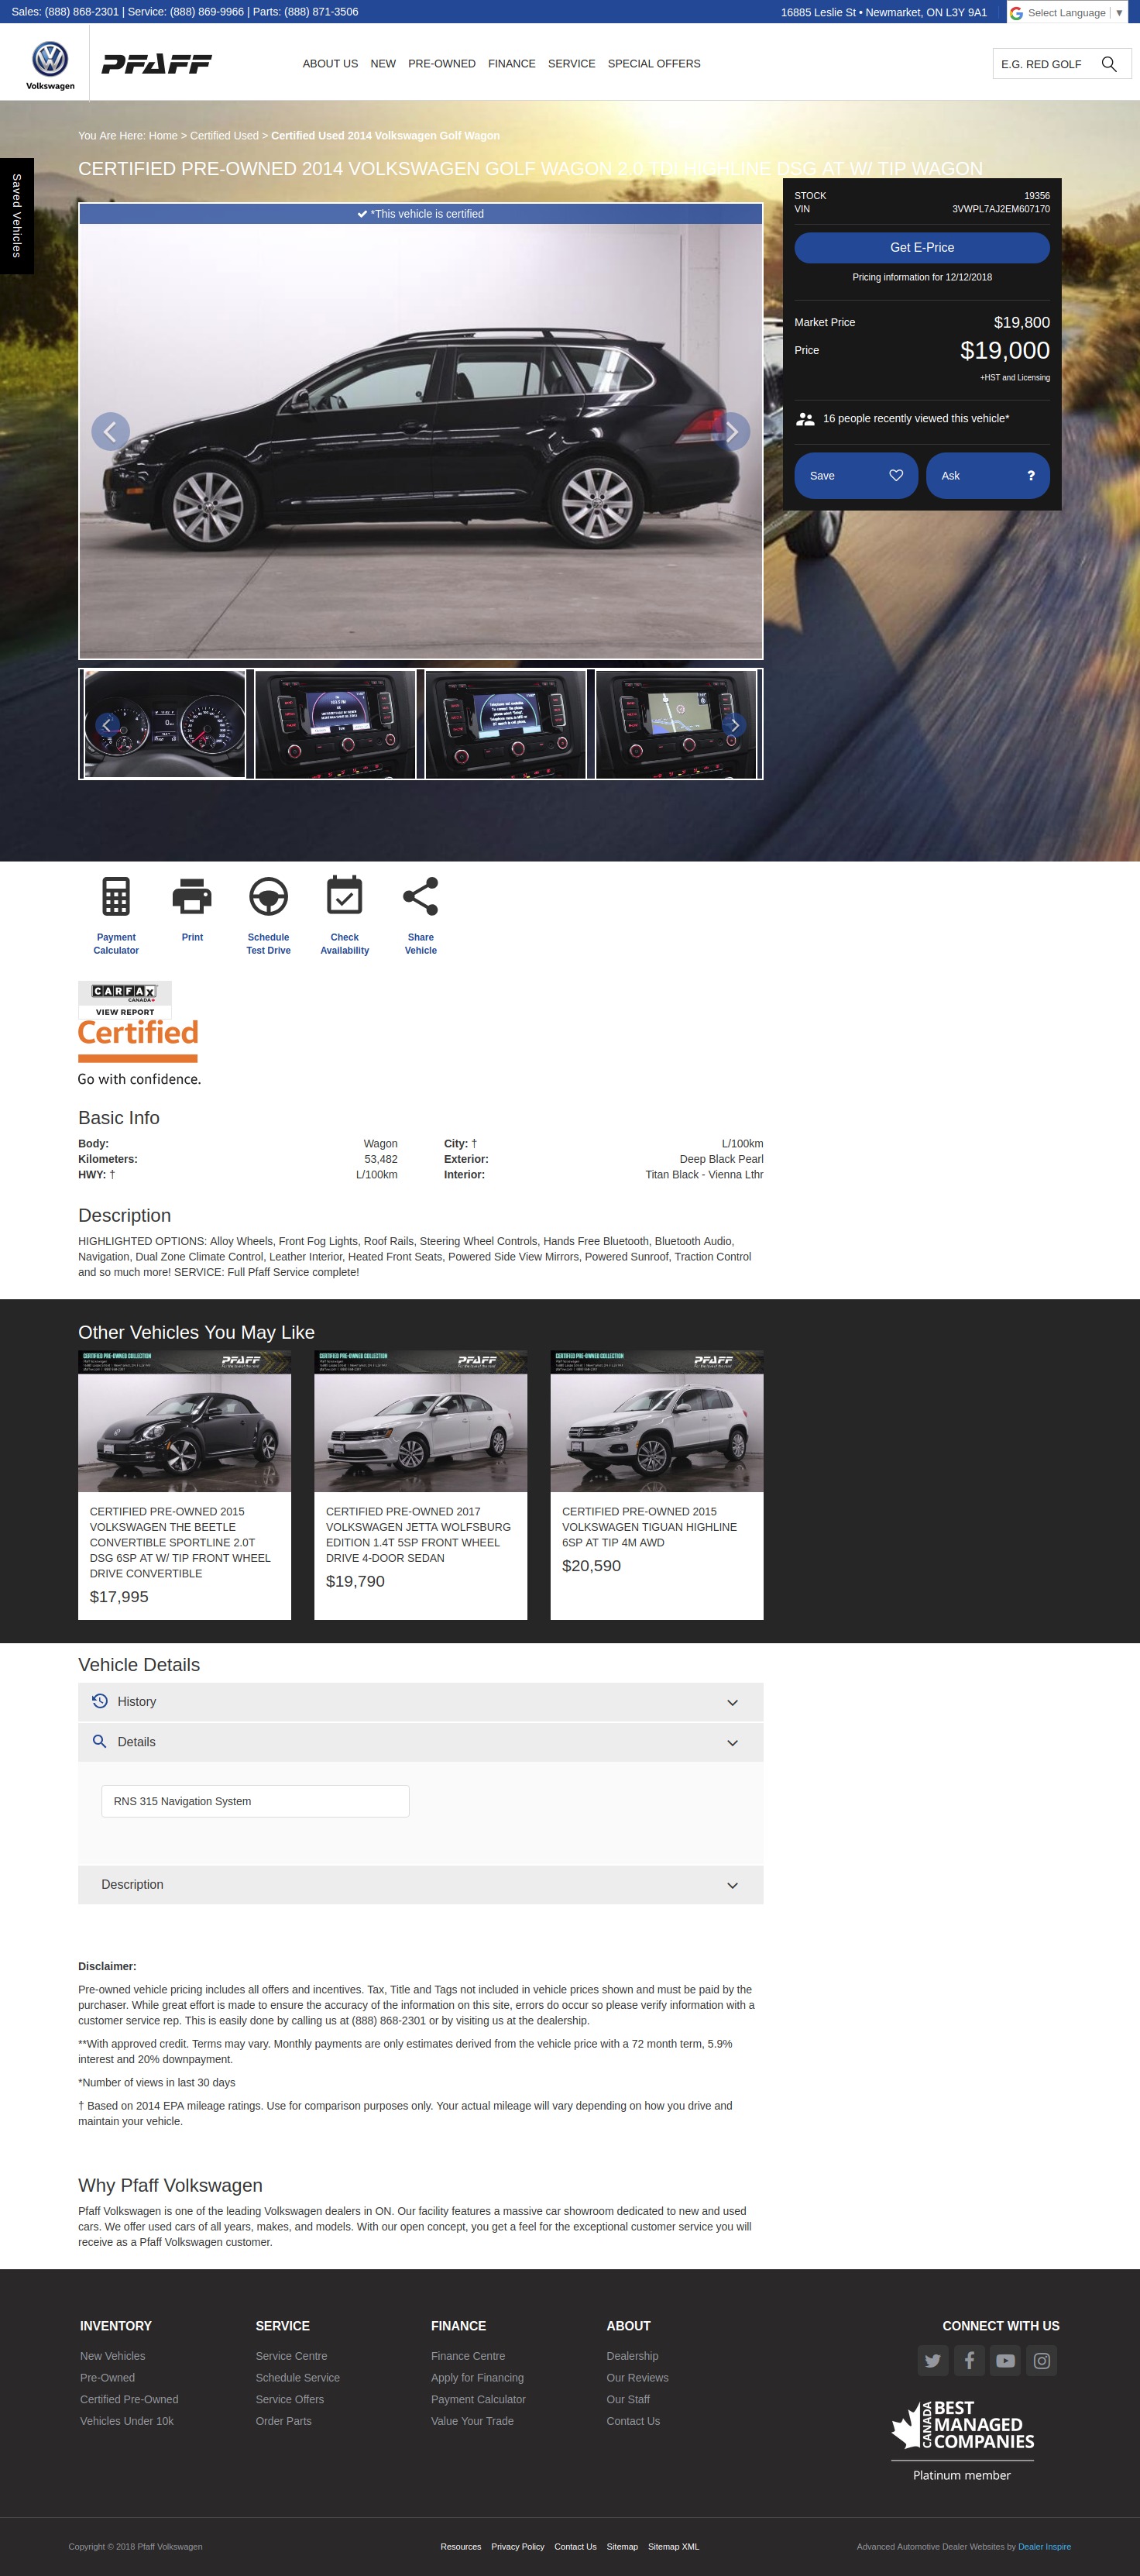 Sales: (888) 868-2301 | Service: (888) 869-9966 | Parts: (888) 871-3506
16885 Leslie St • Newmarket, ON L3Y 9A1
Select Language ▼
Volkswagen
PFAFF
ABOUT US NEW PRE-OWNED FINANCE SERVICE SPECIAL OFFERS
E.G. RED GOLF
You Are Here: Home > Certified Used > Certified Used 2014 Volkswagen Golf Wagon
CERTIFIED PRE-OWNED 2014 VOLKSWAGEN GOLF WAGON 2.0 TDI HIGHLINE DSG AT W/ TIP WAGON
Saved Vehicles
*This vehicle is certified
STOCK 19356
VIN 3VWPL7AJ2EM607170
Get E-Price
Pricing information for 12/12/2018
Market Price $19,800
Price $19,000
+HST and Licensing
16 people recently viewed this vehicle*
Save
Ask ?
Payment Calculator
Print
Schedule Test Drive
Check Availability
Share Vehicle
CARFAX
CANADA
VIEW REPORT
Certified
Go with confidence.
Basic Info
Body: Wagon
City: † L/100km
Kilometers: 53,482
Exterior: Deep Black Pearl
HWY: † L/100km
Interior: Titan Black - Vienna Lthr
Description
HIGHLIGHTED OPTIONS: Alloy Wheels, Front Fog Lights, Roof Rails, Steering Wheel Controls, Hands Free Bluetooth, Bluetooth Audio,
Navigation, Dual Zone Climate Control, Leather Interior, Heated Front Seats, Powered Side View Mirrors, Powered Sunroof, Traction Control
and so much more! SERVICE: Full Pfaff Service complete!
Other Vehicles You May Like
CERTIFIED PRE-OWNED COLLECTION
PFAFF
CERTIFIED PRE-OWNED COLLECTION
PFAFF
CERTIFIED PRE-OWNED COLLECTION
PFAFF
CERTIFIED PRE-OWNED 2015
VOLKSWAGEN THE BEETLE
CONVERTIBLE SPORTLINE 2.0T
DSG 6SP AT W/ TIP FRONT WHEEL
DRIVE CONVERTIBLE
$17,995
CERTIFIED PRE-OWNED 2017
VOLKSWAGEN JETTA WOLFSBURG
EDITION 1.4T 5SP FRONT WHEEL
DRIVE 4-DOOR SEDAN
$19,790
CERTIFIED PRE-OWNED 2015
VOLKSWAGEN TIGUAN HIGHLINE
6SP AT TIP 4M AWD
$20,590
Vehicle Details
History
Details
RNS 315 Navigation System
Description
Disclaimer:
Pre-owned vehicle pricing includes all offers and incentives. Tax, Title and Tags not included in vehicle prices shown and must be paid by the
purchaser. While great effort is made to ensure the accuracy of the information on this site, errors do occur so please verify information with a
customer service rep. This is easily done by calling us at (888) 868-2301 or by visiting us at the dealership.
**With approved credit. Terms may vary. Monthly payments are only estimates derived from the vehicle price with a 72 month term, 5.9%
interest and 20% downpayment.
*Number of views in last 30 days
† Based on 2014 EPA mileage ratings. Use for comparison purposes only. Your actual mileage will vary depending on how you drive and
maintain your vehicle.
Why Pfaff Volkswagen
Pfaff Volkswagen is one of the leading Volkswagen dealers in ON. Our facility features a massive car showroom dedicated to new and used
cars. We offer used cars of all years, makes, and models. With our open concept, you get a feel for the exceptional customer service you will
receive as a Pfaff Volkswagen customer.
INVENTORY
New Vehicles
Pre-Owned
Certified Pre-Owned
Vehicles Under 10k
SERVICE
Service Centre
Schedule Service
Service Offers
Order Parts
FINANCE
Finance Centre
Apply for Financing
Payment Calculator
Value Your Trade
ABOUT
Dealership
Our Reviews
Our Staff
Contact Us
CONNECT WITH US
CANADA
BEST
MANAGED
COMPANIES
Platinum member
Copyright © 2018 Pfaff Volkswagen
Resources Privacy Policy Contact Us Sitemap Sitemap XML
Advanced Automotive Dealer Websites by Dealer Inspire